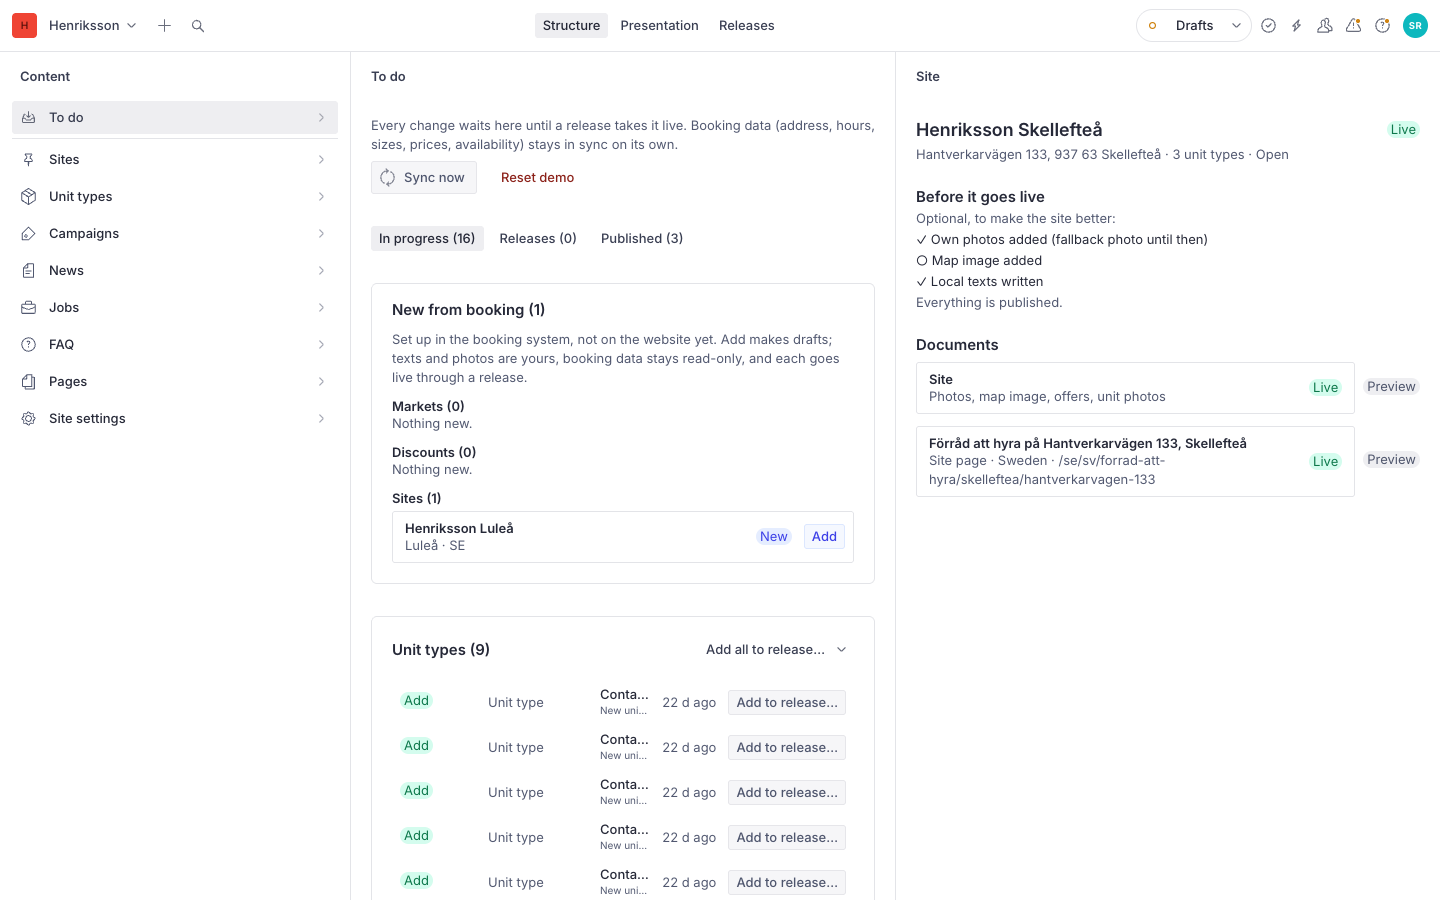 H
Henriksson
Structure
Presentation
Releases
Drafts
SR
Content
To do
Sites
Unit types
Campaigns
News
Jobs
FAQ
Pages
Site settings
To do
Every change waits here until a release takes it live. Booking data (address, hours,
sizes, prices, availability) stays in sync on its own.
Sync now
Reset demo
In progress (16)
Releases (0)
Published (3)
New from booking (1)
Set up in the booking system, not on the website yet. Add makes drafts;
texts and photos are yours, booking data stays read-only, and each goes
live through a release.
Markets (0)
Nothing new.
Discounts (0)
Nothing new.
Sites (1)
Henriksson Luleå
Luleå · SE
New
Add
Unit types (9)
Add all to release...
Add
Unit type
Conta...
New uni...
22 d ago
Add to release...
Add
Unit type
Conta...
New uni...
22 d ago
Add to release...
Add
Unit type
Conta...
New uni...
22 d ago
Add to release...
Add
Unit type
Conta...
New uni...
22 d ago
Add to release...
Add
Unit type
Conta...
New uni...
22 d ago
Add to release...
Site
Henriksson Skellefteå
Live
Hantverkarvägen 133, 937 63 Skellefteå · 3 unit types · Open
Before it goes live
Optional, to make the site better:
✓ Own photos added (fallback photo until then)
○ Map image added
✓ Local texts written
Everything is published.
Documents
Site
Photos, map image, offers, unit photos
Live
Preview
Förråd att hyra på Hantverkarvägen 133, Skellefteå
Site page · Sweden · /se/sv/forrad-att-
hyra/skelleftea/hantverkarvagen-133
Live
Preview